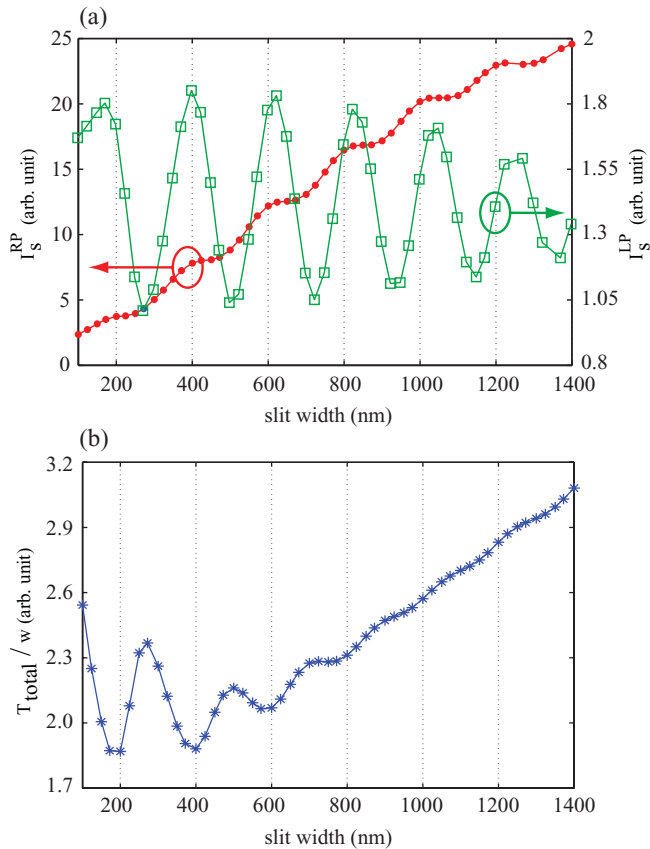 (a)
25
20
15
10
5
0
2
1.8
1.55
1.3
1.05
0.8
I_s^RP (arb. unit)
I_s^LP (arb. unit)
200 400 600 800 1000 1200 1400
slit width (nm)
(b)
3.2
2.9
2.6
2.3
2.0
1.7
T_total / w (arb. unit)
200 400 600 800 1000 1200 1400
slit width (nm)